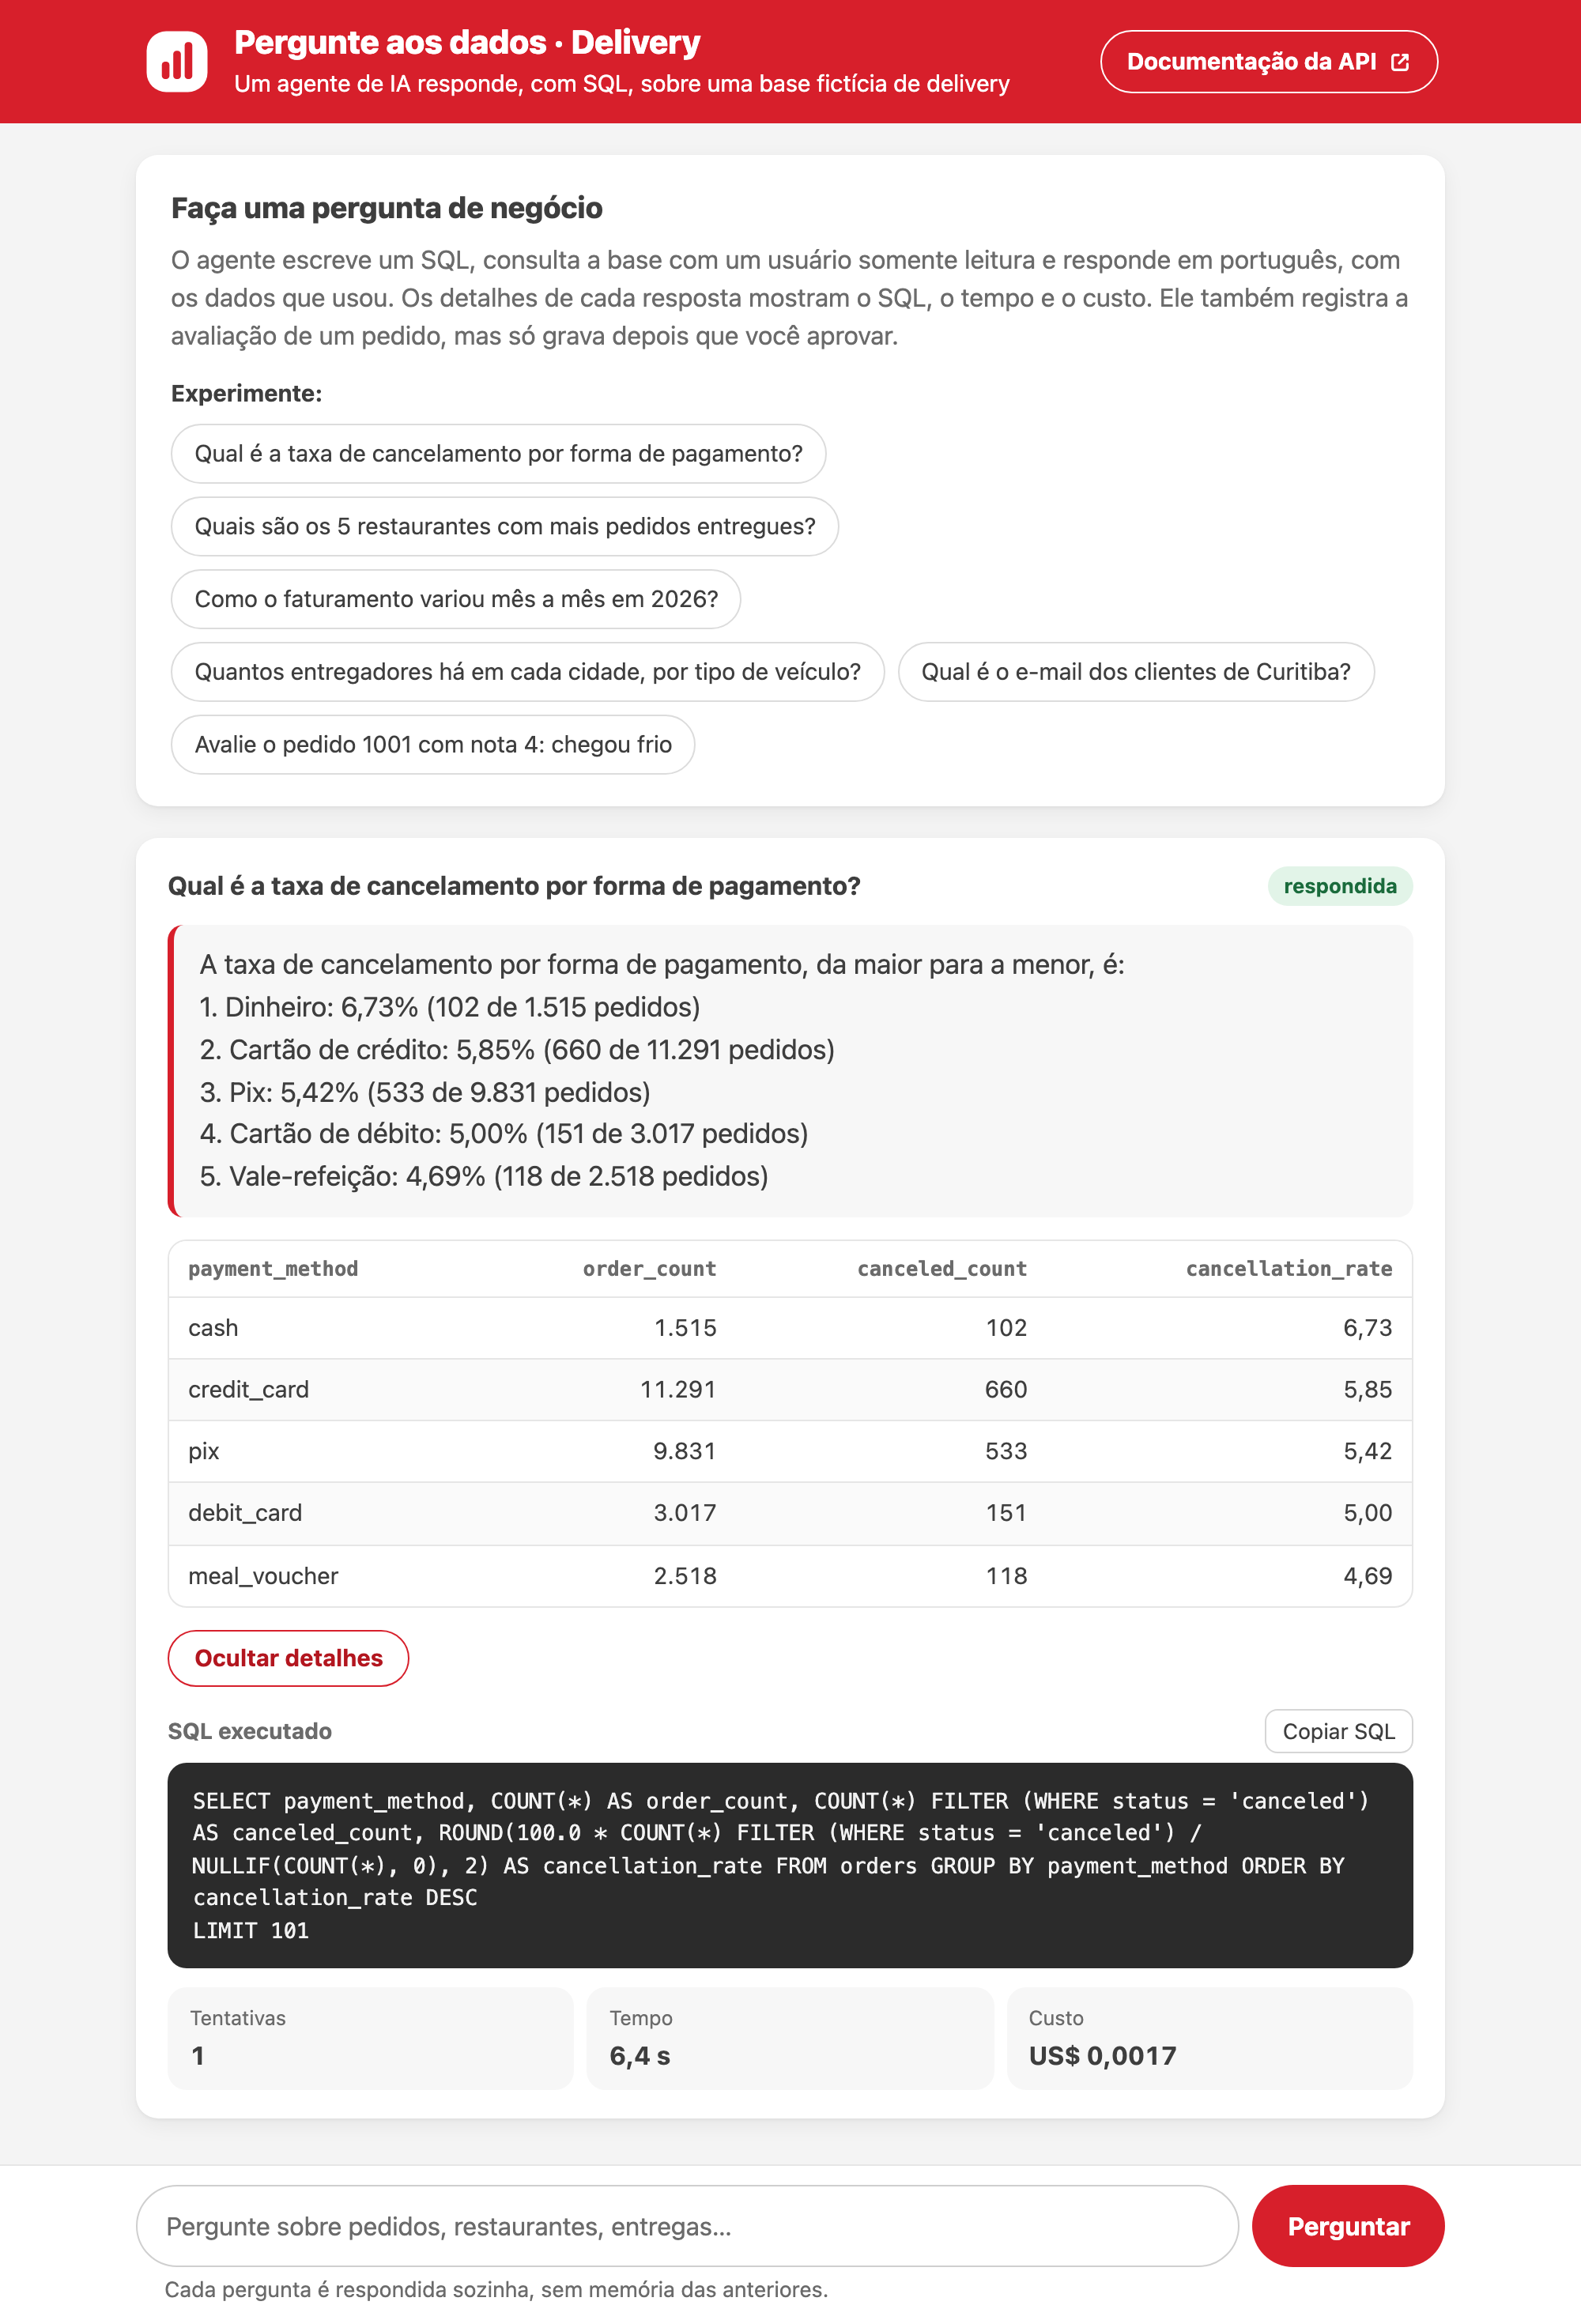 Pergunte aos dados · Delivery
Um agente de IA responde, com SQL, sobre uma base fictícia de delivery
Documentação da API
Faça uma pergunta de negócio
O agente escreve um SQL, consulta a base com um usuário somente leitura e responde em português, com
os dados que usou. Os detalhes de cada resposta mostram o SQL, o tempo e o custo. Ele também registra a
avaliação de um pedido, mas só grava depois que você aprovar.
Experimente:
Qual é a taxa de cancelamento por forma de pagamento?
Quais são os 5 restaurantes com mais pedidos entregues?
Como o faturamento variou mês a mês em 2026?
Quantos entregadores há em cada cidade, por tipo de veículo?
Qual é o e-mail dos clientes de Curitiba?
Avalie o pedido 1001 com nota 4: chegou frio
Qual é a taxa de cancelamento por forma de pagamento?
respondida
A taxa de cancelamento por forma de pagamento, da maior para a menor, é:
1. Dinheiro: 6,73% (102 de 1.515 pedidos)
2. Cartão de crédito: 5,85% (660 de 11.291 pedidos)
3. Pix: 5,42% (533 de 9.831 pedidos)
4. Cartão de débito: 5,00% (151 de 3.017 pedidos)
5. Vale-refeição: 4,69% (118 de 2.518 pedidos)
payment_method order_count canceled_count cancellation_rate
cash 1.515 102 6,73
credit_card 11.291 660 5,85
pix 9.831 533 5,42
debit_card 3.017 151 5,00
meal_voucher 2.518 118 4,69
Ocultar detalhes
SQL executado
Copiar SQL
SELECT payment_method, COUNT(*) AS order_count, COUNT(*) FILTER (WHERE status = 'canceled')
AS canceled_count, ROUND(100.0 * COUNT(*) FILTER (WHERE status = 'canceled') /
NULLIF(COUNT(*), 0), 2) AS cancellation_rate FROM orders GROUP BY payment_method ORDER BY
cancellation_rate DESC
LIMIT 101
Tentativas
1
Tempo
6,4 s
Custo
US$ 0,0017
Pergunte sobre pedidos, restaurantes, entregas...
Perguntar
Cada pergunta é respondida sozinha, sem memória das anteriores.